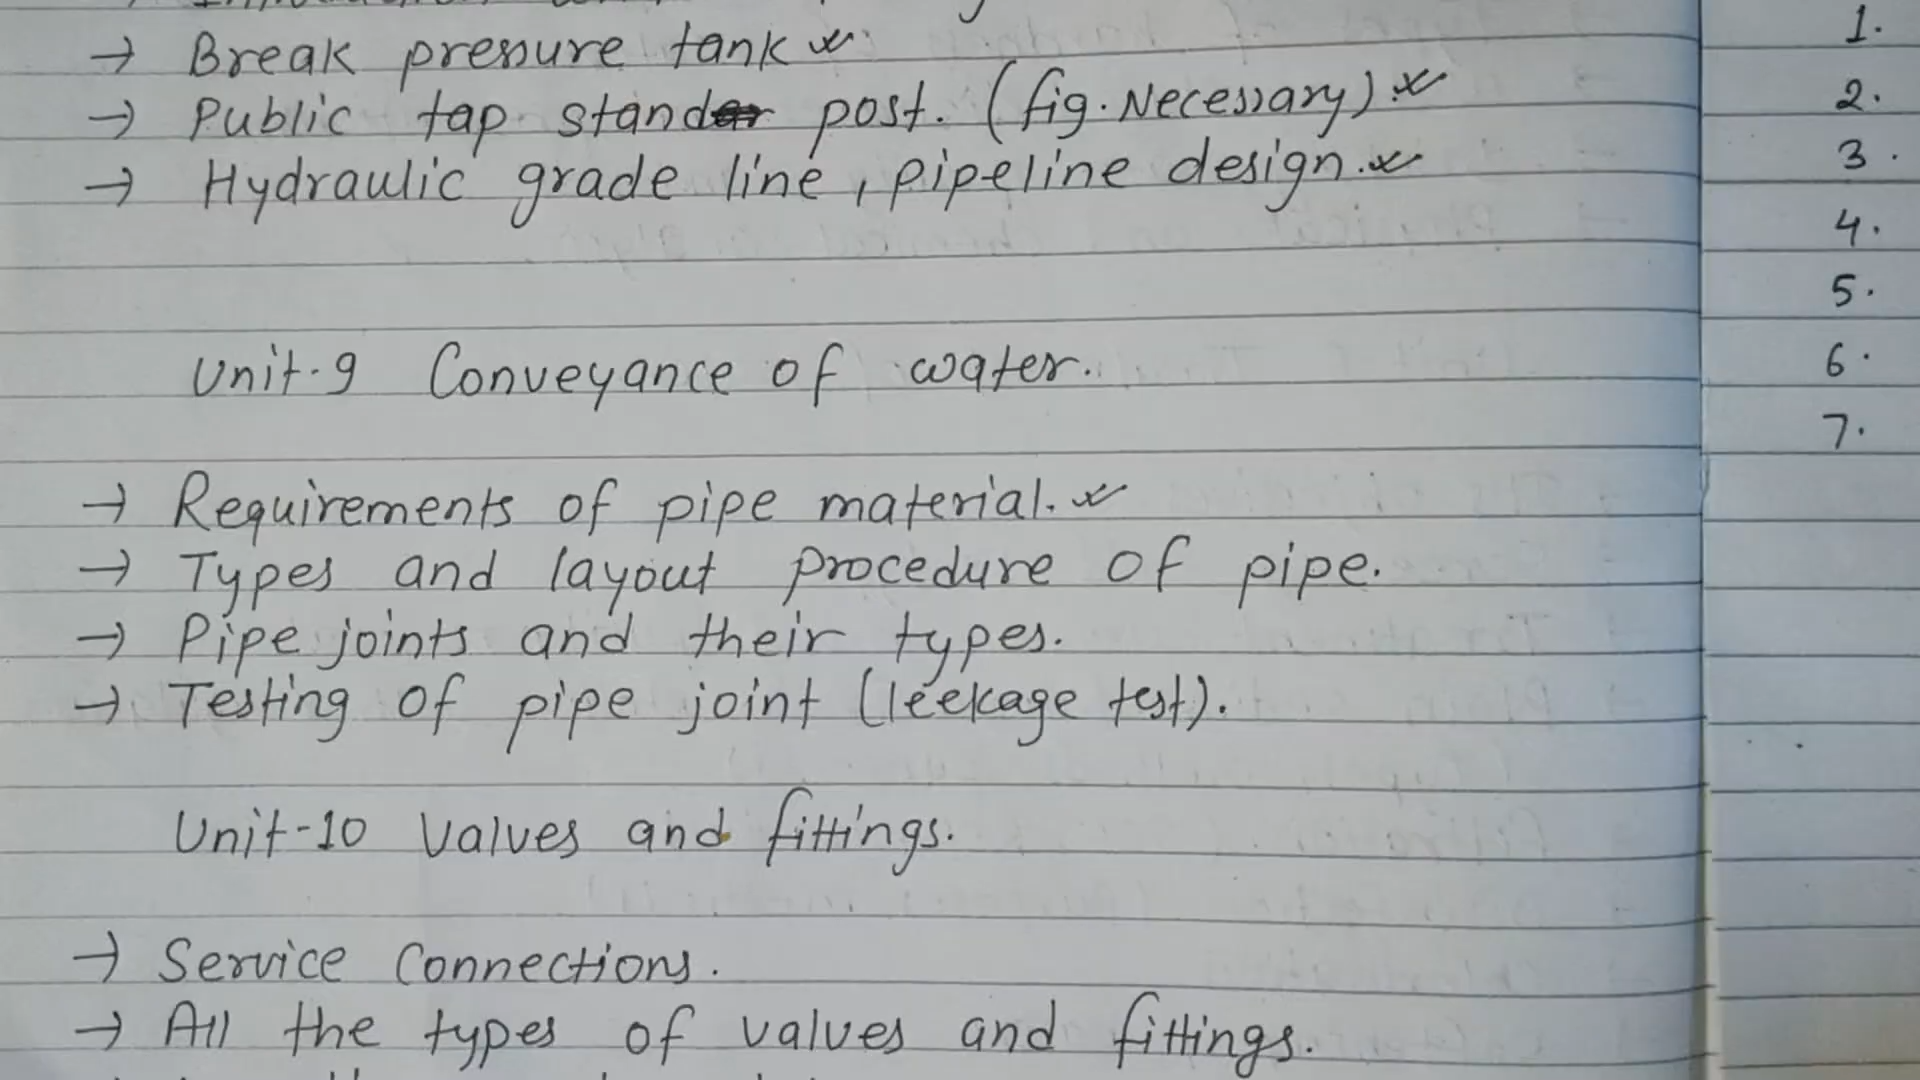 → Break pressure tank
→ Public tap stand post. (fig. Necessary)
→ Hydraulic grade line, pipeline design.
Unit-9 Conveyance of water.
→ Requirements of pipe material.
→ Types and layout procedure of pipe.
→ Pipe joints and their types.
→ Testing of pipe joint (leekage test).
Unit-10 Valves and fittings.
→ Service Connections.
→ All the types of valves and fittings.
1.
2.
3.
4.
5.
6.
7.